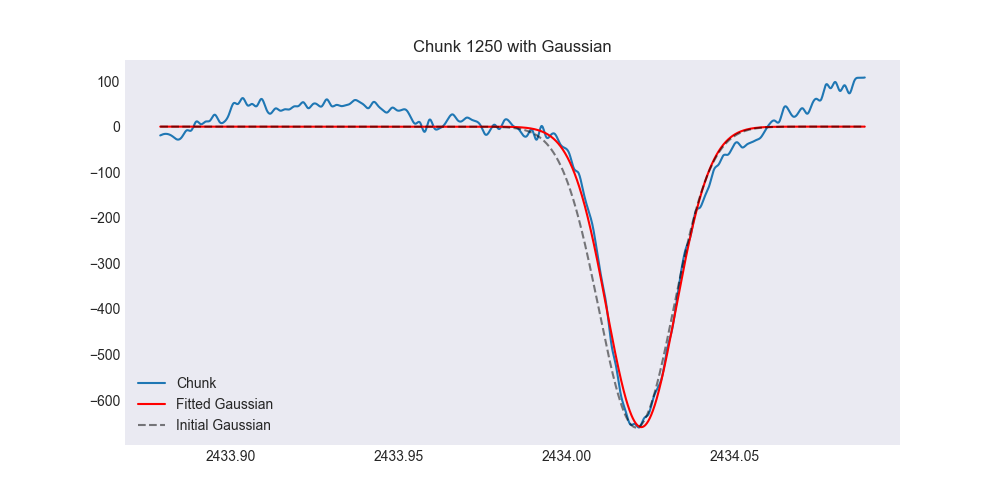 Chunk 1250 with Gaussian
100
0
−100
−200
−300
−400
−500
−600
Chunk
Fitted Gaussian
Initial Gaussian
2433.90 2433.95 2434.00 2434.05